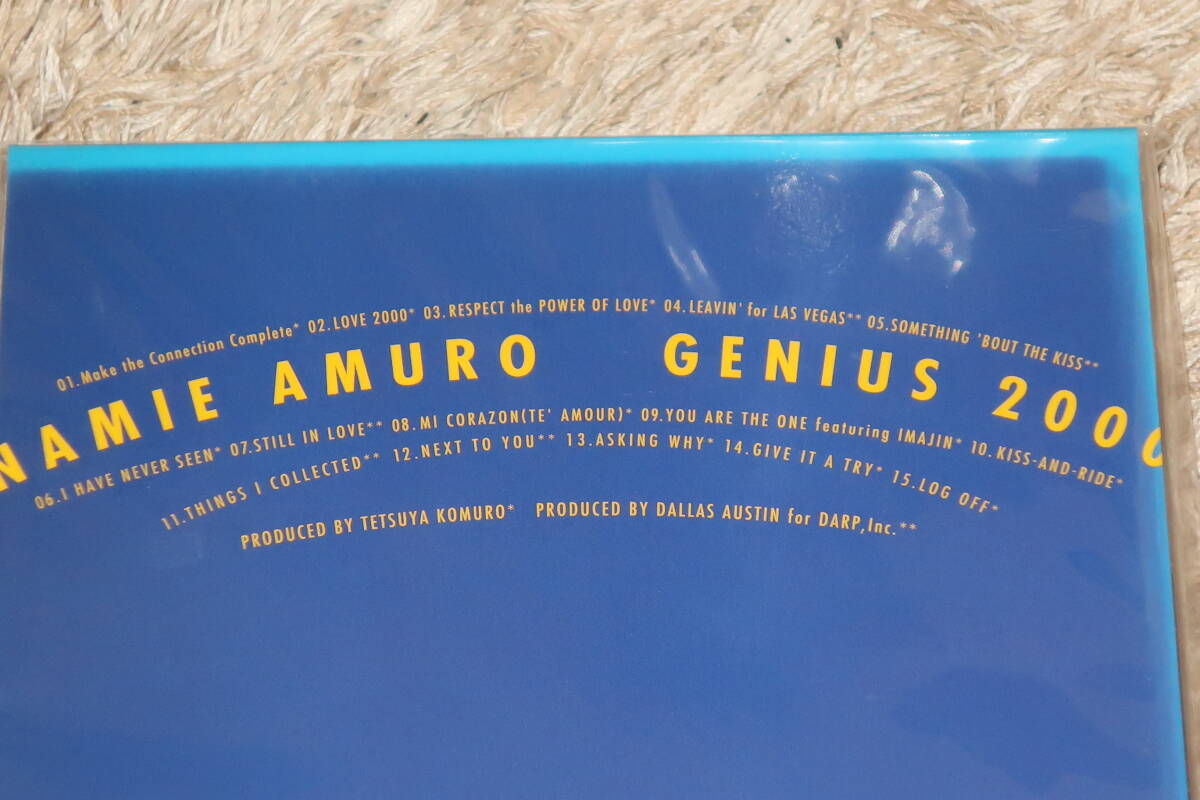 01.Make the Connection Complete* 02.LOVE 2000* 03.RESPECT the POWER OF LOVE* 04.LEAVIN' for LAS VEGAS** 05.SOMETHING 'BOUT THE KISS**
NAMIE AMURO GENIUS 2000
06.I HAVE NEVER SEEN* 07.STILL IN LOVE** 08.MI CORAZON(TE' AMOUR)* 09.YOU ARE THE ONE featuring IMAJIN* 10.KISS-AND-RIDE*
11.THINGS I COLLECTED** 12.NEXT TO YOU** 13.ASKING WHY* 14.GIVE IT A TRY* 15.LOG OFF*
PRODUCED BY TETSUYA KOMURO* PRODUCED BY DALLAS AUSTIN for DARP,Inc.**